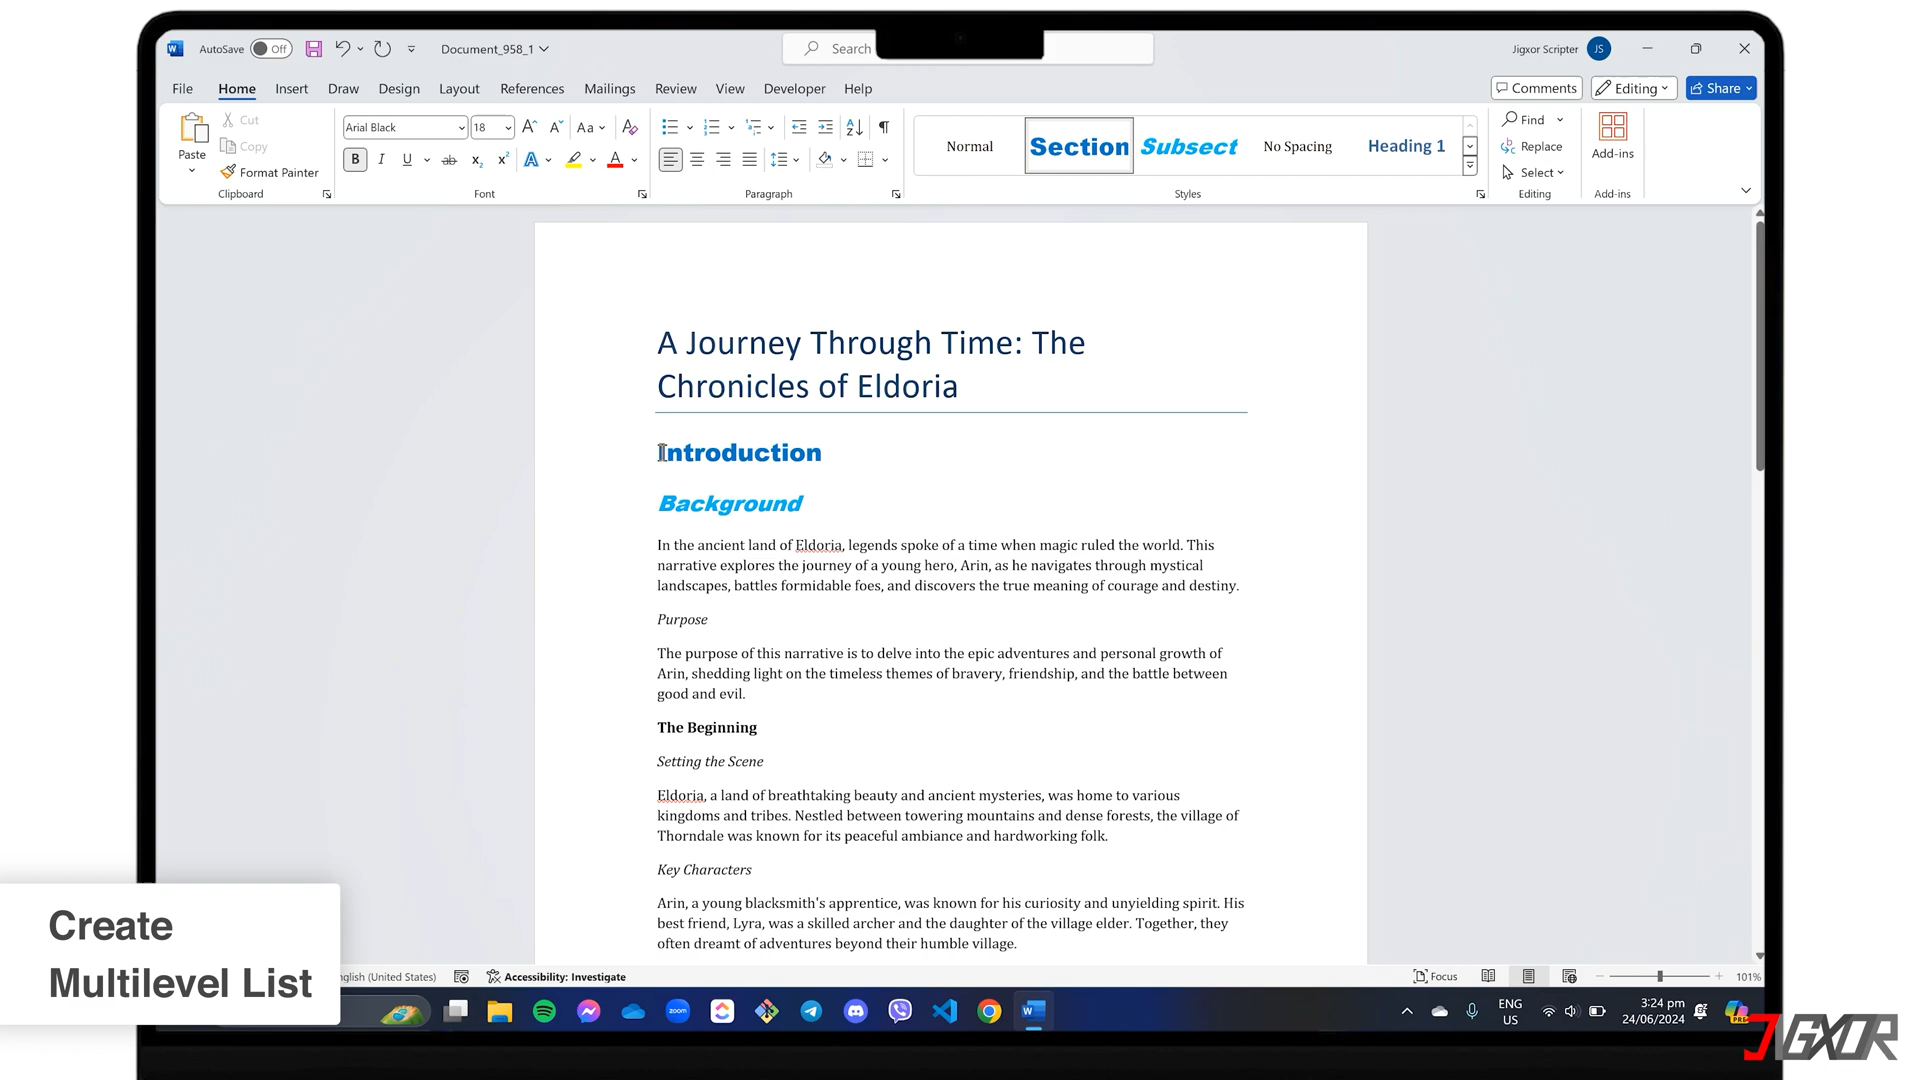 AutoSave Off Document_958_1 Search Jigxor Scripter JS
File Home Insert Draw Design Layout References Mailings Review View Developer Help Comments Editing Share
Paste Cut Copy Format Painter
Clipboard
Arial Black 18
B I U ab x₂ x² A A
Font
Paragraph
Normal Section Subsect No Spacing Heading 1
Styles
Find
Replace
Select
Editing
Add-ins
Add-ins
A Journey Through Time: The
Chronicles of Eldoria
Introduction
Background
In the ancient land of Eldoria, legends spoke of a time when magic ruled the world. This
narrative explores the journey of a young hero, Arin, as he navigates through mystical
landscapes, battles formidable foes, and discovers the true meaning of courage and destiny.
Purpose
The purpose of this narrative is to delve into the epic adventures and personal growth of
Arin, shedding light on the timeless themes of bravery, friendship, and the battle between
good and evil.
The Beginning
Setting the Scene
Eldoria, a land of breathtaking beauty and ancient mysteries, was home to various
kingdoms and tribes. Nestled between towering mountains and dense forests, the village of
Thorndale was known for its peaceful ambiance and hardworking folk.
Key Characters
Arin, a young blacksmith's apprentice, was known for his curiosity and unyielding spirit. His
best friend, Lyra, was a skilled archer and the daughter of the village elder. Together, they
often dreamt of adventures beyond their humble village.
Create
Multilevel List
nglish (United States) Accessibility: Investigate Focus 101%
zoom ENG
US
3:24 pm
24/06/2024
PRE
JIGXOR